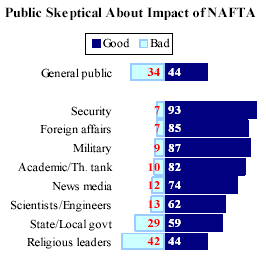 Public Skeptical About Impact of NAFTA
Good Bad
General public 34 44
Security 7 93
Foreign affairs 7 85
Military 9 87
Academic/Th. tank 10 82
News media 12 74
Scientists/Engineers 13 62
State/Local govt 29 59
Religious leaders 42 44